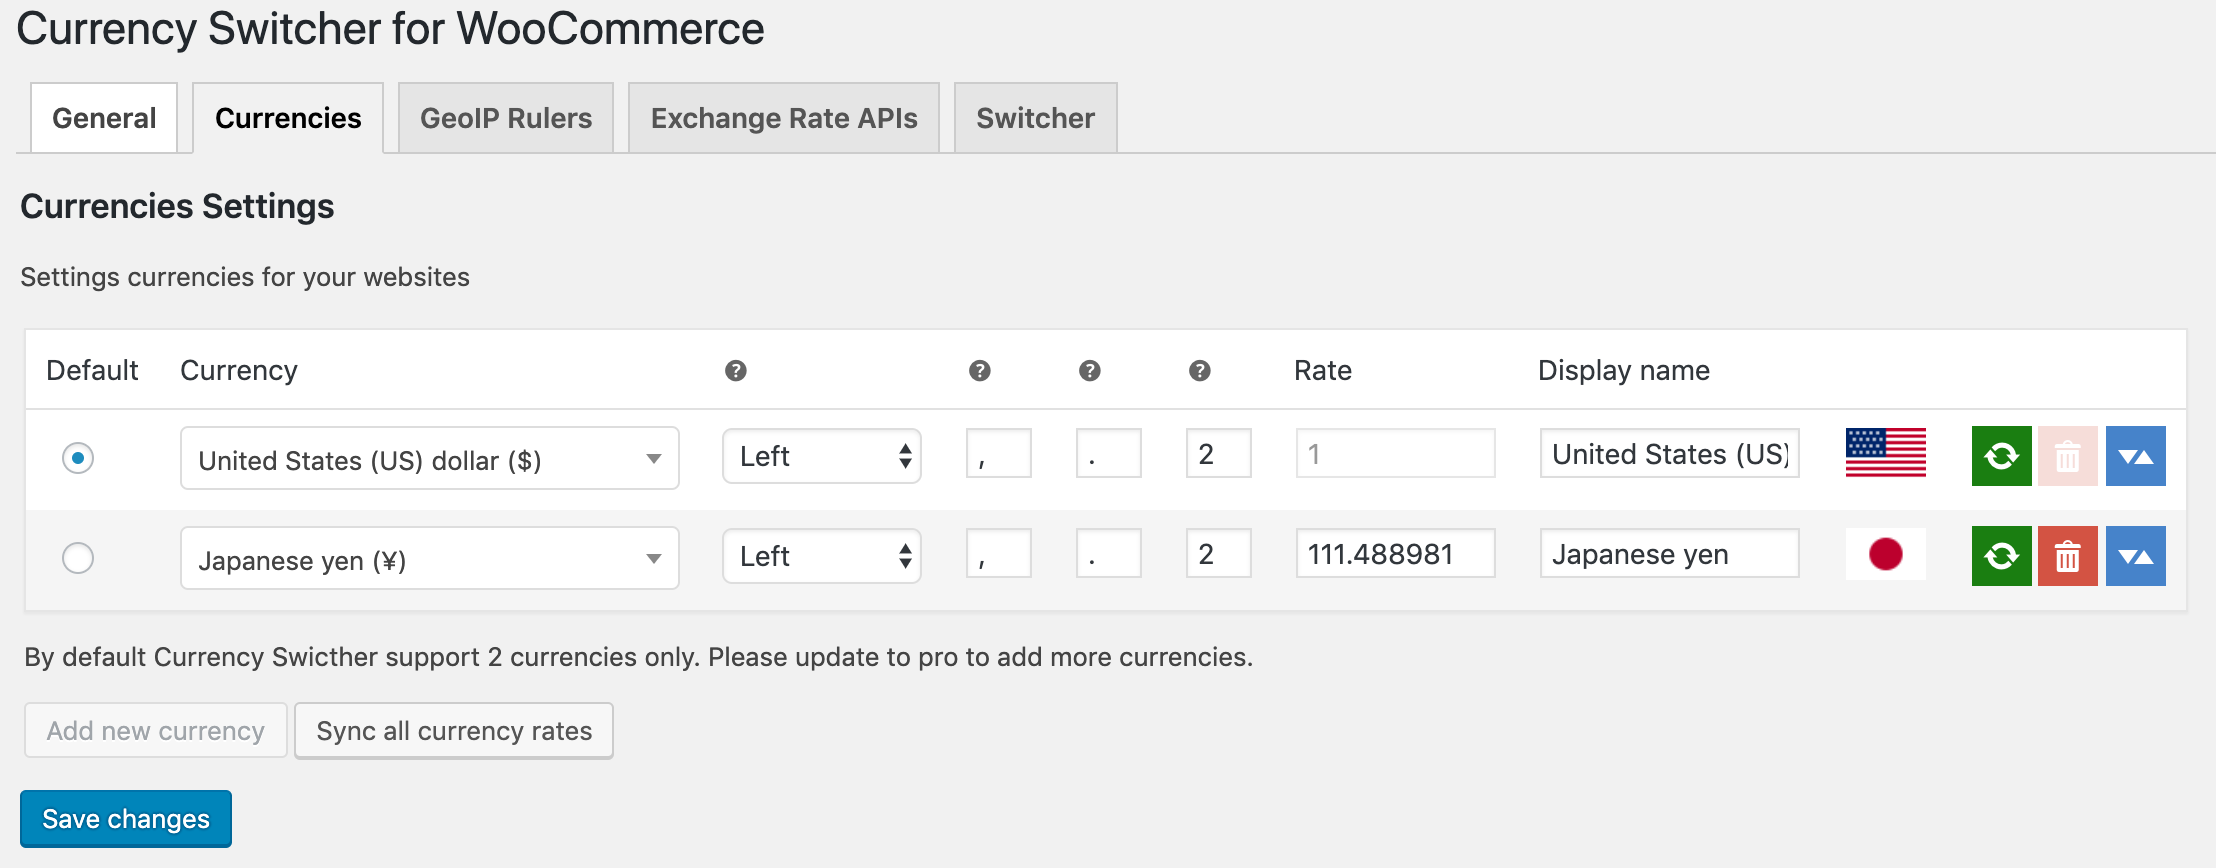 Currency Switcher for WooCommerce
General Currencies GeoIP Rulers Exchange Rate APIs Switcher
Currencies Settings
Settings currencies for your websites
Default Currency ? ? ? ? Rate Display name
United States (US) dollar ($) Left , . 2 1 United States (US)
Japanese yen (¥) Left , . 2 111.488981 Japanese yen
By default Currency Swicther support 2 currencies only. Please update to pro to add more currencies.
Add new currency Sync all currency rates
Save changes